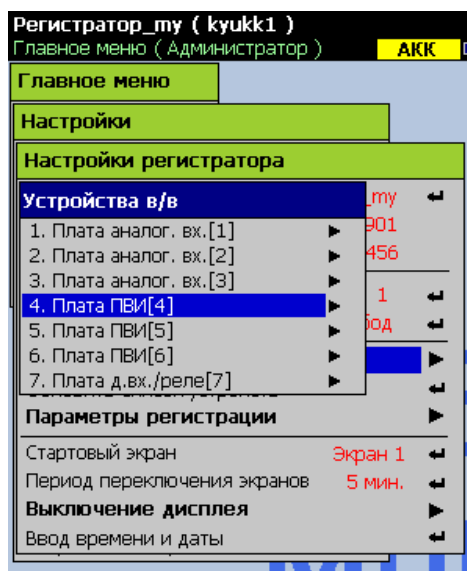 Регистратор_my ( kyukk1 )
Главное меню ( Администратор )
АКК
Главное меню
Настройки
Настройки регистратора
Устройства в/в
_my
1. Плата аналог. вх.[1]
901
2. Плата аналог. вх.[2]
456
3. Плата аналог. вх.[3]
4. Плата ПВИ[4]
1
5. Плата ПВИ[5]
бод
6. Плата ПВИ[6]
7. Плата д.вх./реле[7]
Параметры регистрации
Стартовый экран Экран 1
Период переключения экранов 5 мин.
Выключение дисплея
Ввод времени и даты